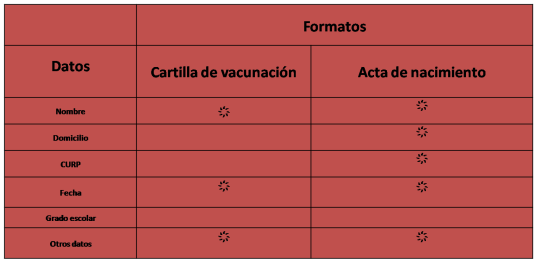 Formatos
Datos
Cartilla de vacunación
Acta de nacimiento
Nombre
Domicilio
CURP
Fecha
Grado escolar
Otros datos